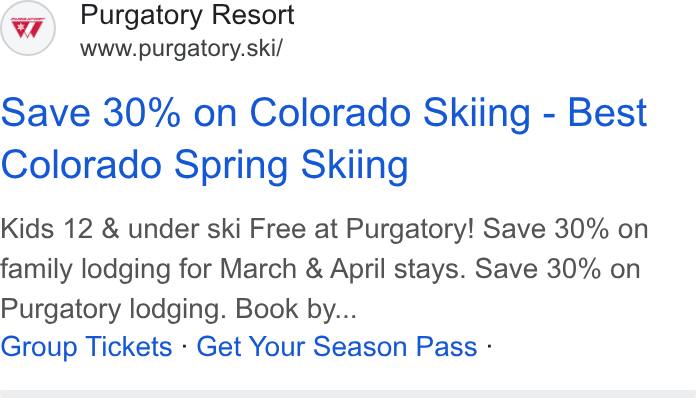 Purgatory Resort
www.purgatory.ski/
Save 30% on Colorado Skiing - Best
Colorado Spring Skiing
Kids 12 & under ski Free at Purgatory! Save 30% on
family lodging for March & April stays. Save 30% on
Purgatory lodging. Book by...
Group Tickets · Get Your Season Pass ·